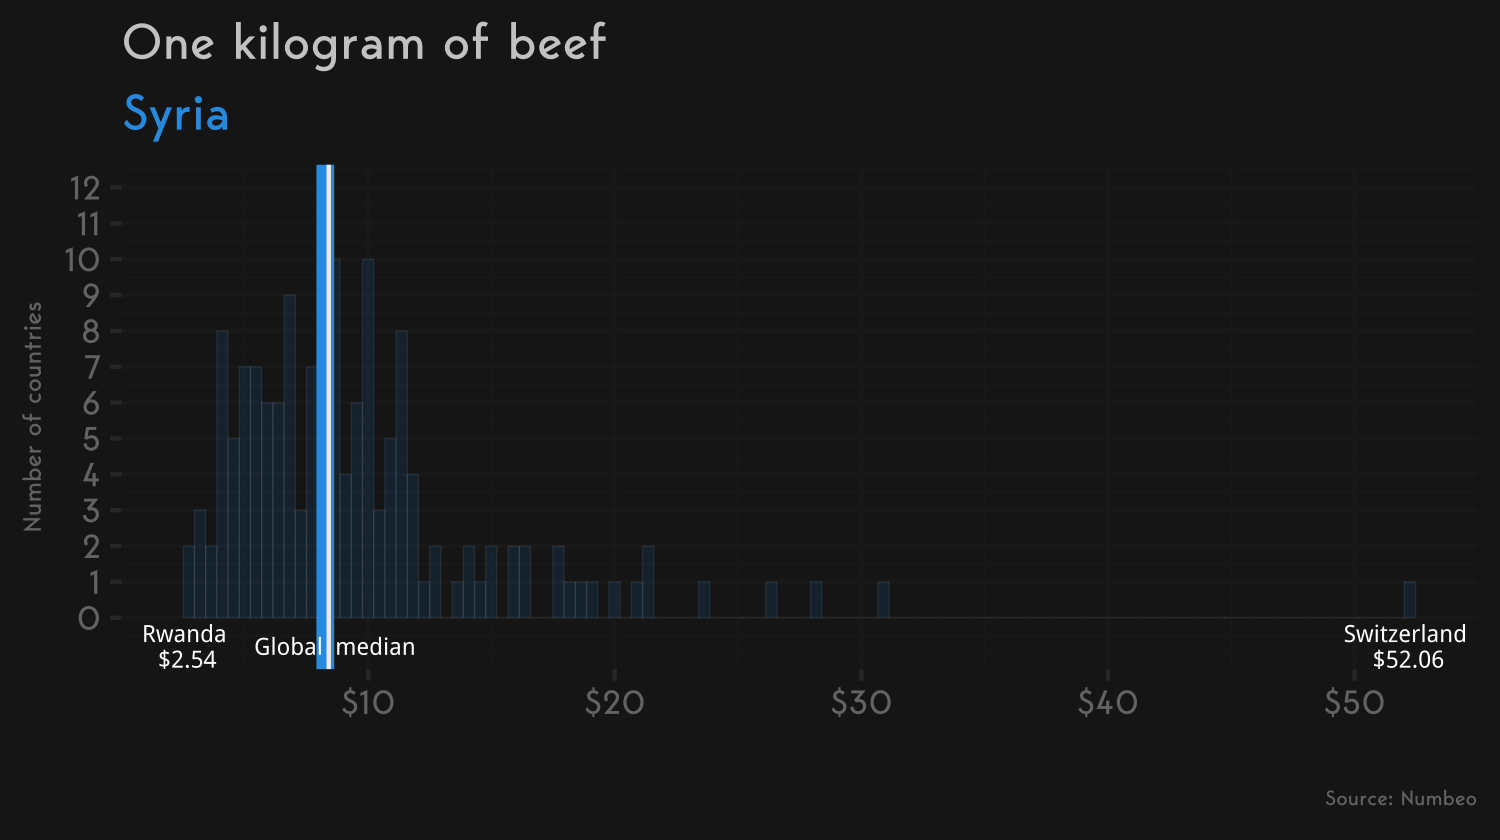 One kilogram of beef
Syria
Number of countries
12
11
10
9
8
7
6
5
4
3
2
1
0
Rwanda
$2.54
Global median
Switzerland
$52.06
$10 $20 $30 $40 $50
Source: Numbeo